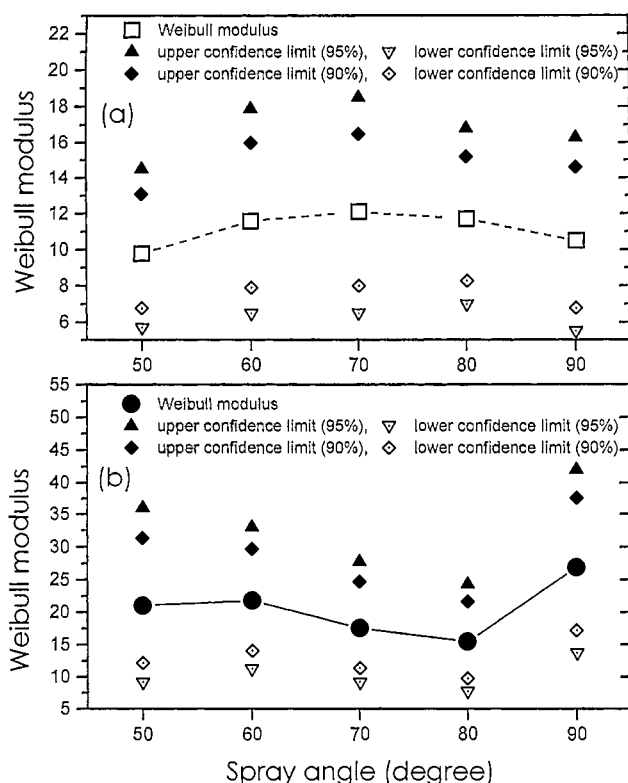 22
20
18
16
14
12
10
8
6
Weibull modulus
Weibull modulus
upper confidence limit (95%), lower confidence limit (95%)
upper confidence limit (90%), lower confidence limit (90%)
(a)
50 60 70 80 90
55
50
45
40
35
30
25
20
15
10
5
Weibull modulus
Weibull modulus
upper confidence limit (95%), lower confidence limit (95%)
upper confidence limit (90%), lower confidence limit (90%)
(b)
50 60 70 80 90
Spray angle (degree)